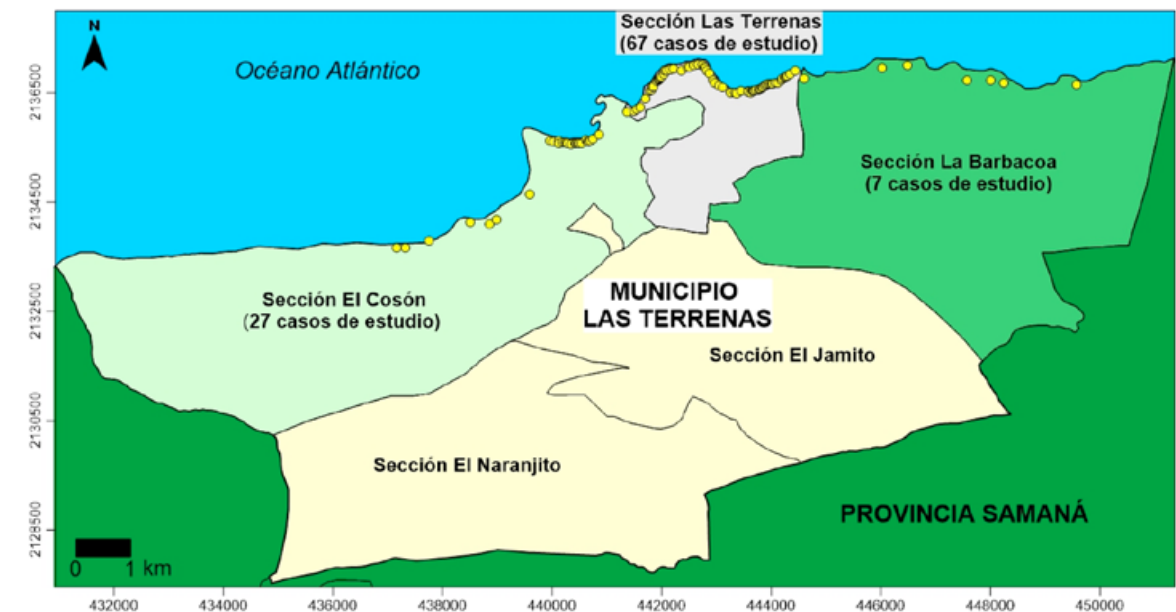 Sección Las Terrenas
(67 casos de estudio)
N
Océano Atlántico
Sección La Barbacoa
(7 casos de estudio)
Sección El Cosón
(27 casos de estudio)
MUNICIPIO
LAS TERRENAS
Sección El Jamito
Sección El Naranjito
PROVINCIA SAMANÁ
0 1 km
2136500
2134500
2132500
2130500
2128500
432000 434000 436000 438000 440000 442000 444000 446000 448000 450000